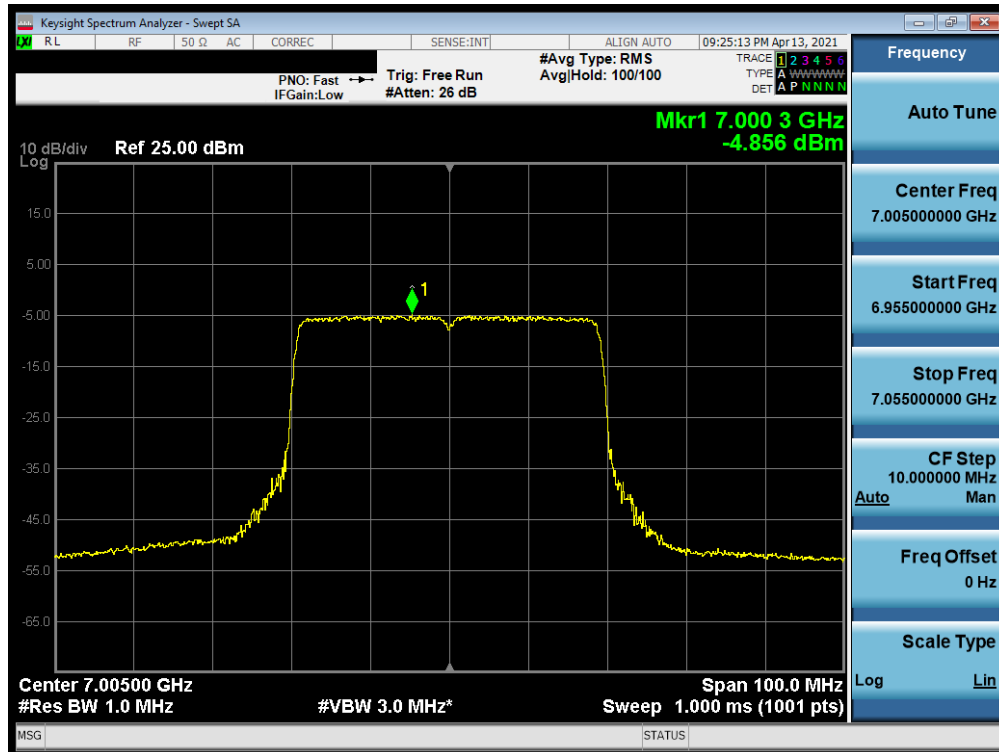 Keysight Spectrum Analyzer - Swept SA
LXI RL RF 50 Ω AC CORREC SENSE:INT ALIGN AUTO 09:25:13 PM Apr 13, 2021
PNO: Fast Trig: Free Run #Avg Type: RMS TRACE 1 2 3 4 5 6
IFGain:Low #Atten: 26 dB Avg|Hold: 100/100 TYPE A WWWWW
DET A P N N N N
Mkr1 7.000 3 GHz
10 dB/div Ref 25.00 dBm -4.856 dBm
Log
15.0
5.00
1
-5.00
-15.0
-25.0
-35.0
-45.0
-55.0
-65.0
Center 7.00500 GHz Span 100.0 MHz
#Res BW 1.0 MHz #VBW 3.0 MHz* Sweep 1.000 ms (1001 pts)
MSG STATUS
Frequency
Auto Tune
Center Freq
7.005000000 GHz
Start Freq
6.955000000 GHz
Stop Freq
7.055000000 GHz
CF Step
10.000000 MHz
Auto Man
Freq Offset
0 Hz
Scale Type
Log Lin